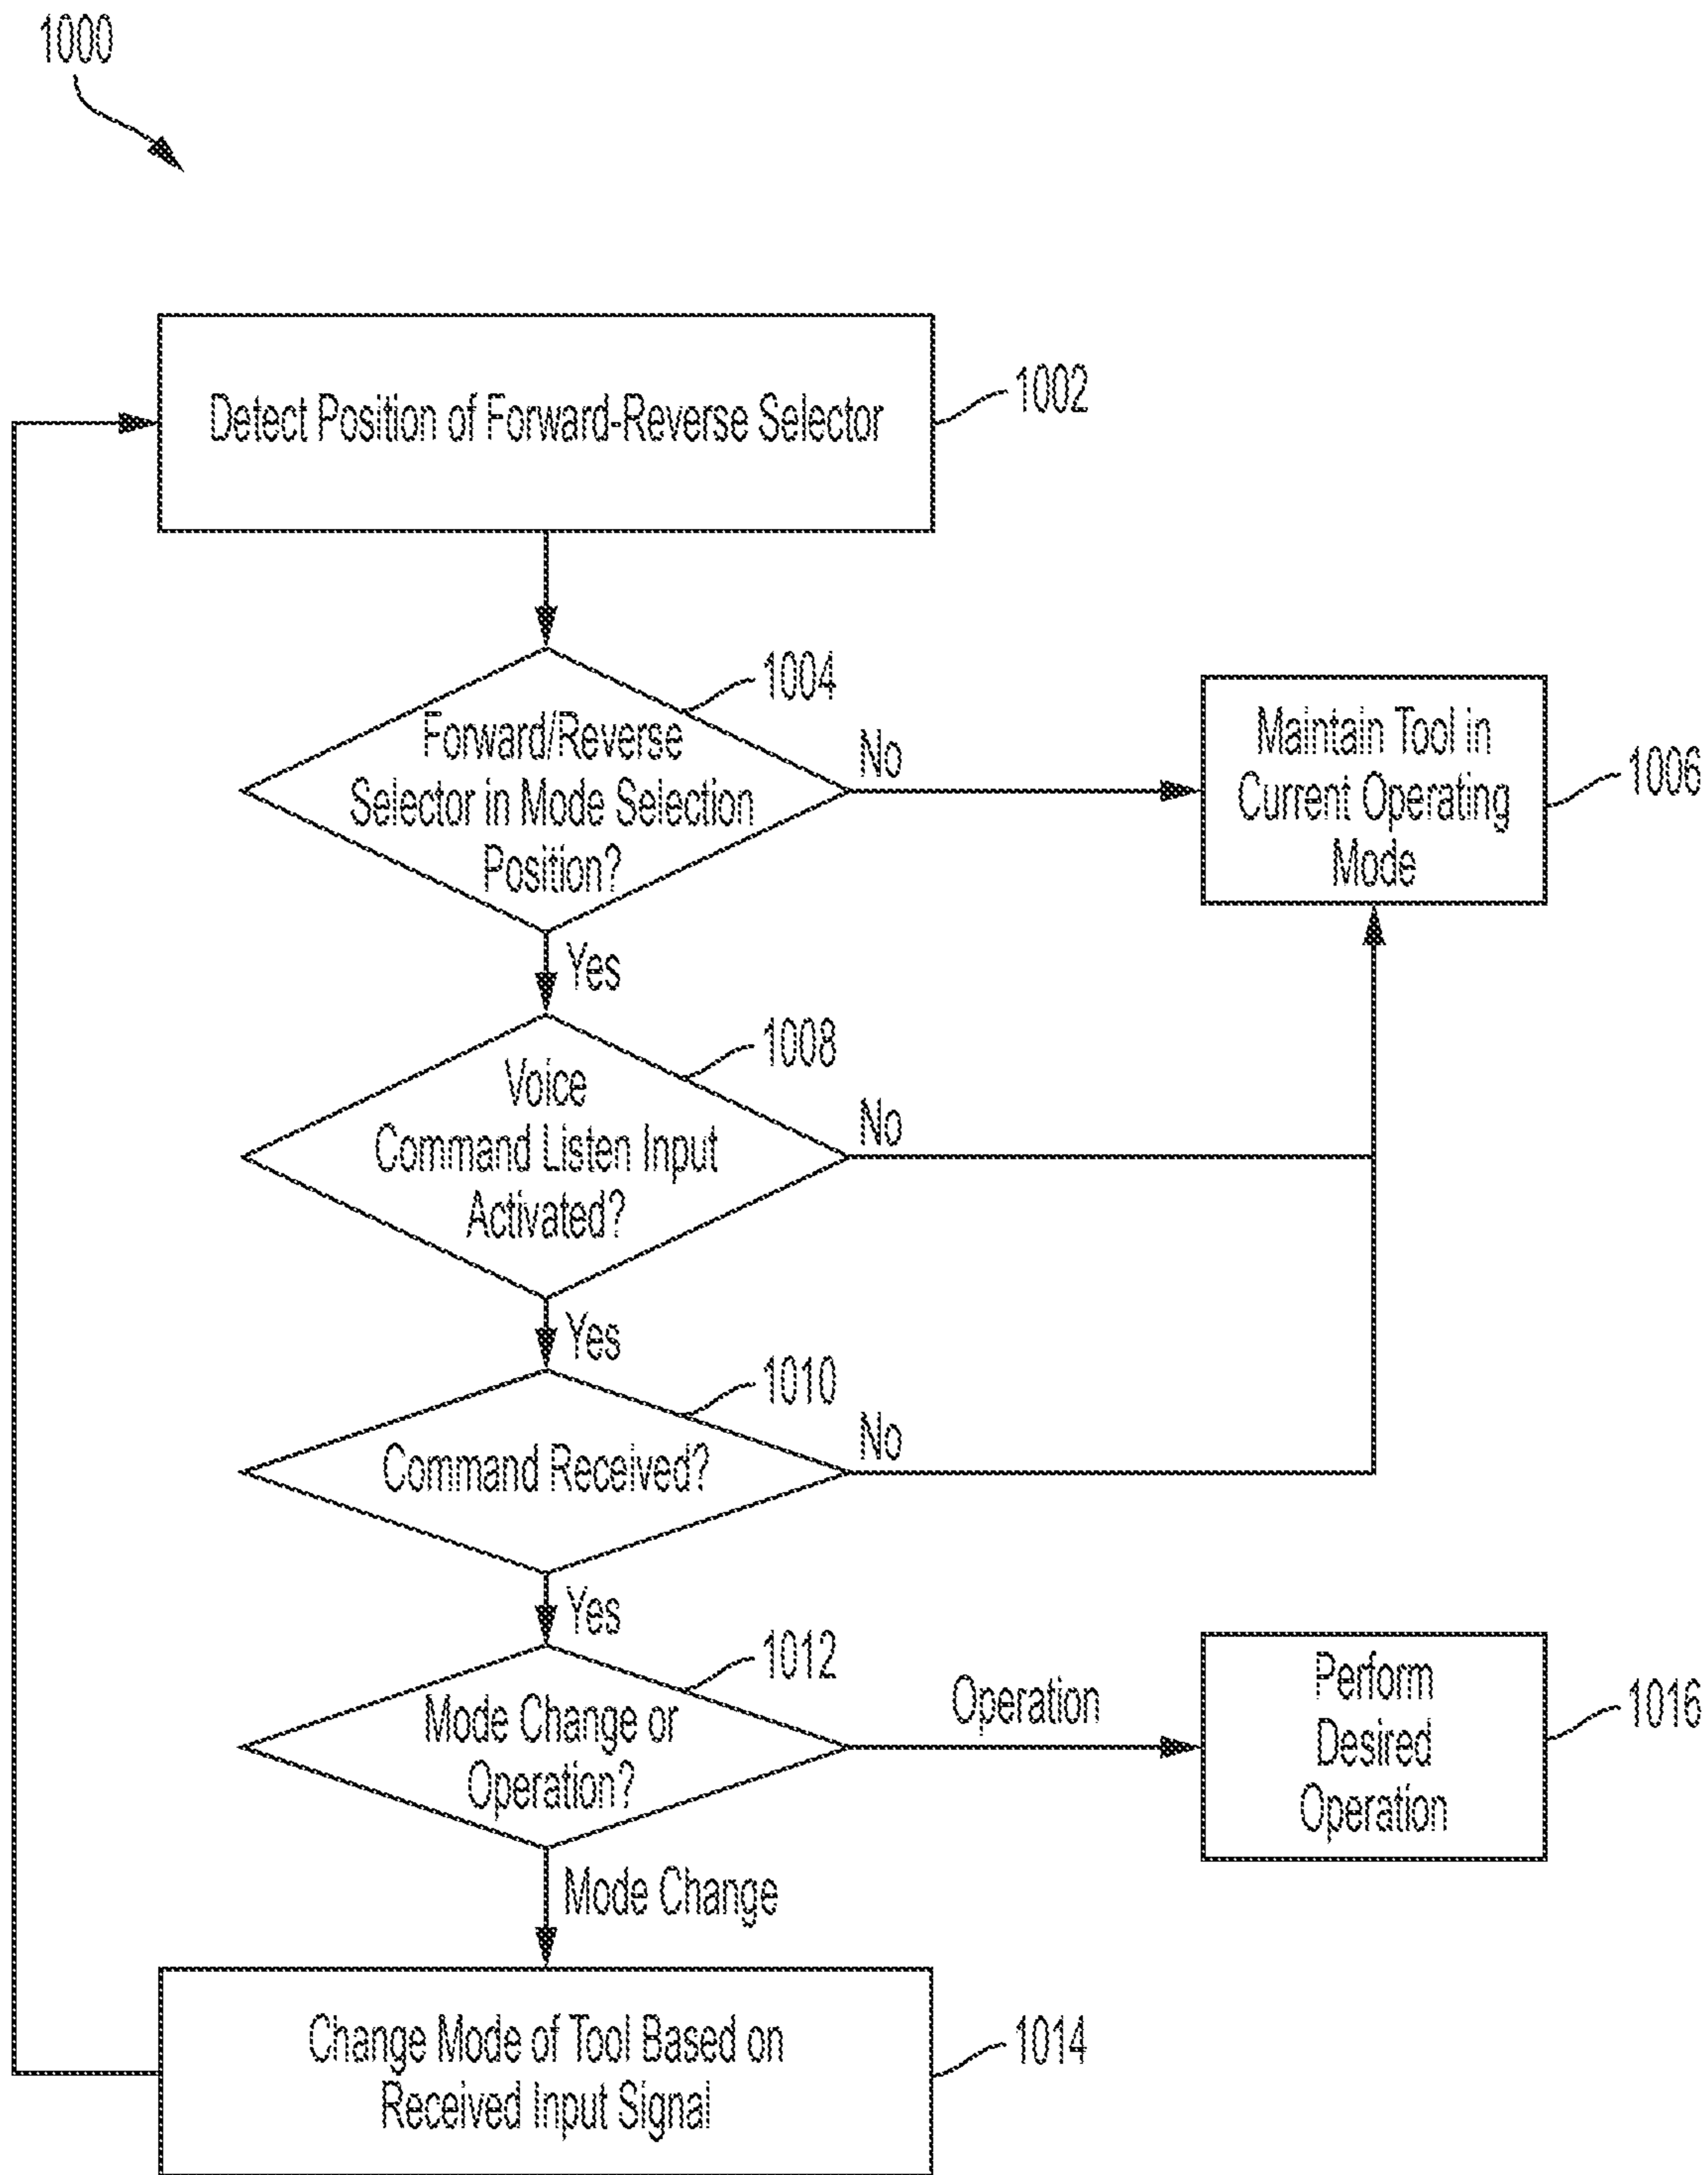 1000
Detect Position of Forward-Reverse Selector
1002
1004
Forward/Reverse
Selector in Mode Selection
Position?
No
Maintain Tool in
Current Operating
Mode
1006
Yes
1008
Voice
Command Listen Input
Activated?
No
Yes
1010
Command Received?
No
Yes
1012
Mode Change or
Operation?
Operation
Perform
Desired
Operation
1016
Mode Change
Change Mode of Tool Based on
Received Input Signal
1014